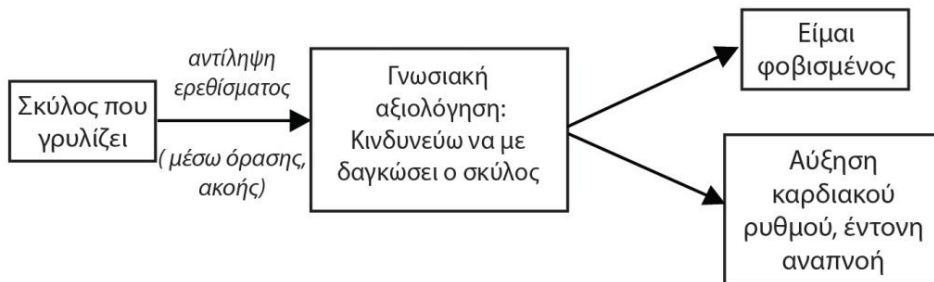 Σκύλος που
γρυλίζει
αντίληψη
ερεθίσματος
( μέσω όρασης,
ακοής)
Γνωσιακή
αξιολόγηση:
Κινδυνεύω να με
δαγκώσει ο σκύλος
Είμαι
φοβισμένος
Αύξηση
καρδιακού
ρυθμού, έντονη
αναπνοή